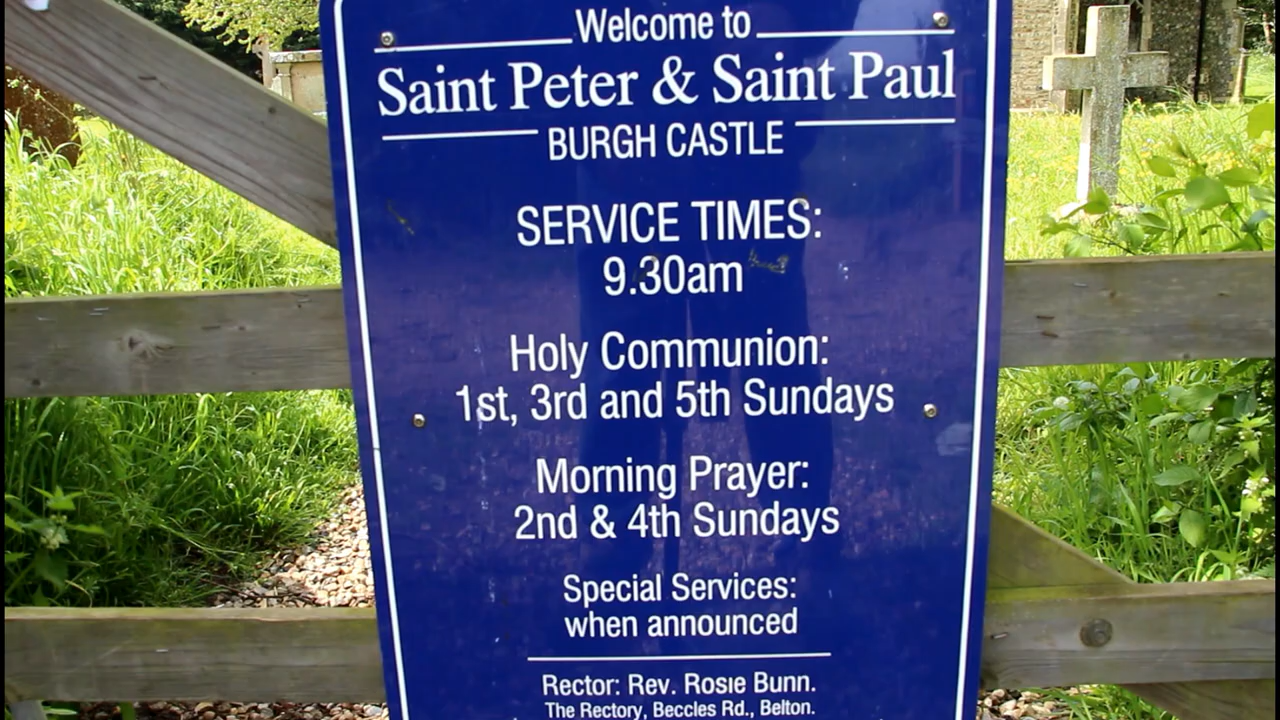 Welcome to
Saint Peter & Saint Paul
BURGH CASTLE
SERVICE TIMES:
9.30am
Holy Communion:
1st, 3rd and 5th Sundays
Morning Prayer:
2nd & 4th Sundays
Special Services:
when announced
Rector: Rev. Rosie Bunn.
The Rectory, Beccles Rd., Belton.